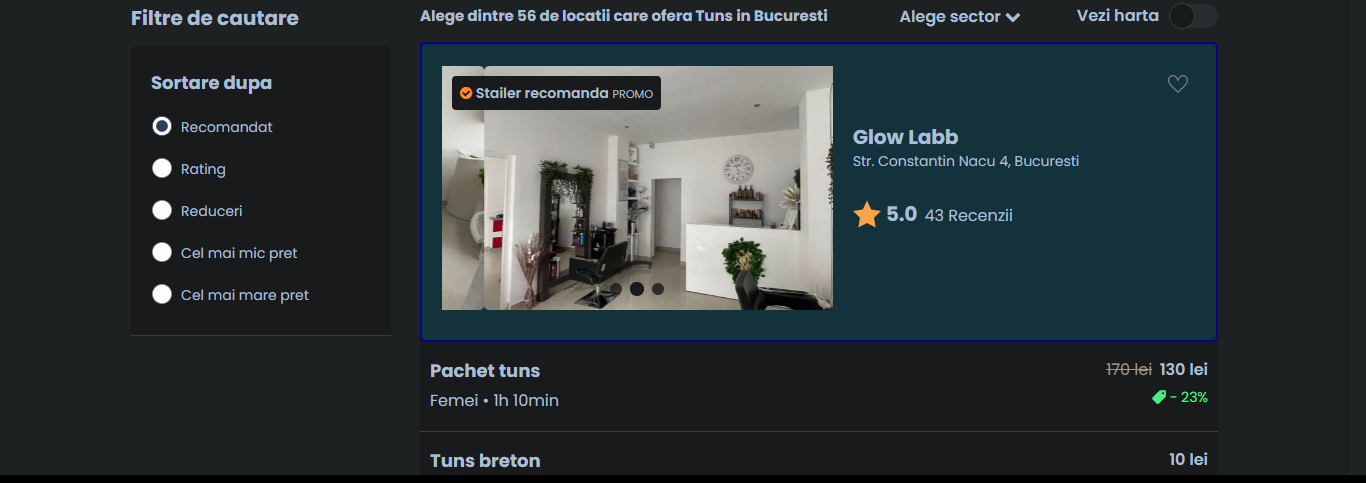 Filtre de cautare
Alege dintre 56 de locatii care ofera Tuns in Bucuresti
Alege sector
Vezi harta
Sortare dupa
Recomandat
Rating
Reduceri
Cel mai mic pret
Cel mai mare pret
Stailer recomanda PROMO
Glow Labb
Str. Constantin Nacu 4, Bucuresti
5.0 43 Recenzii
Pachet tuns
170 lei 130 lei
Femei • 1h 10min
- 23%
Tuns breton
10 lei